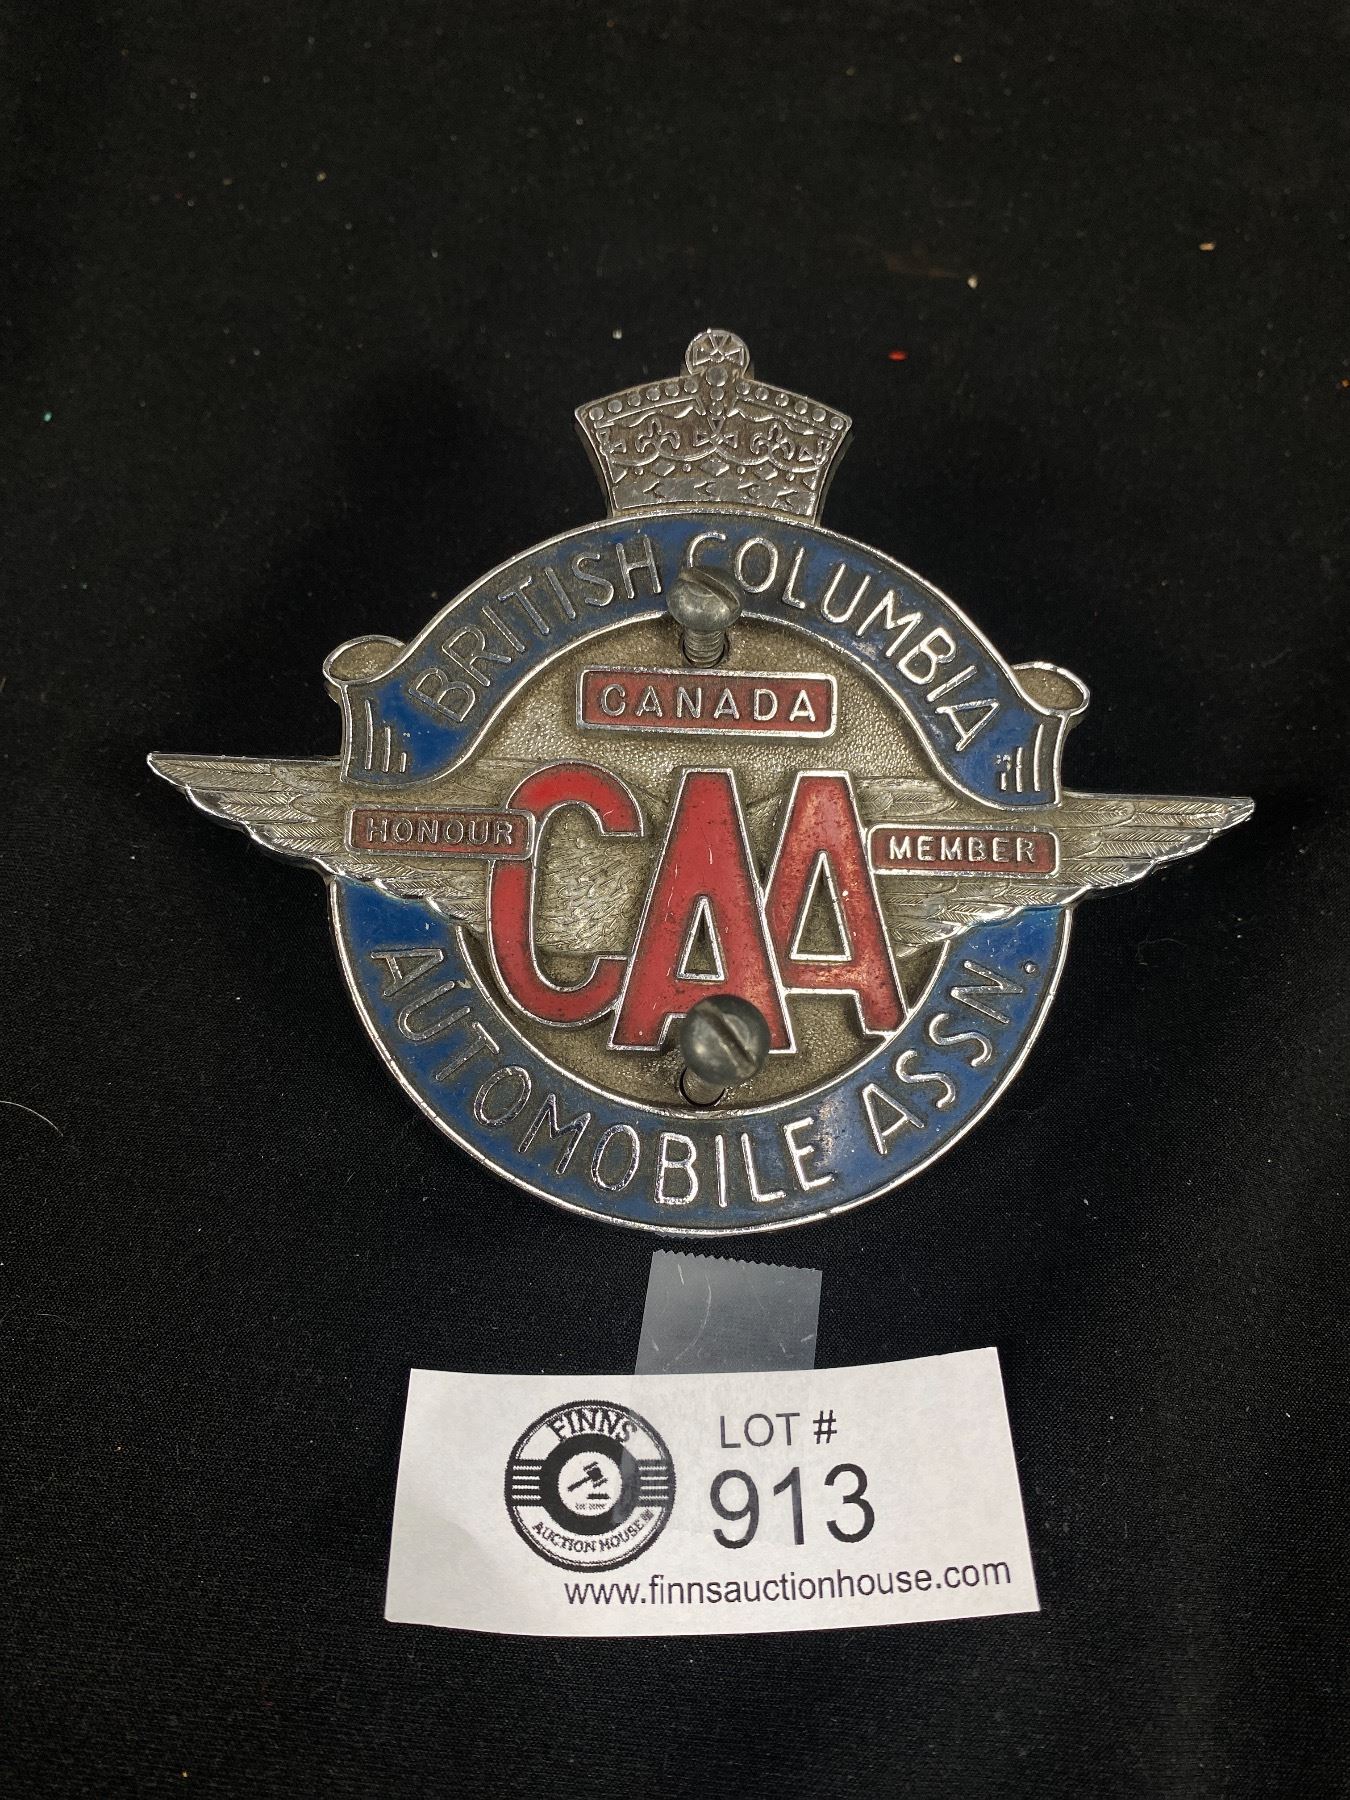 BRITISH COLUMBIA
CANADA
HONOUR CAA MEMBER
AUTOMOBILE ASSN.
FINNS
AUCTION HOUSE
LOT #
913
www.finnsauctionhouse.com